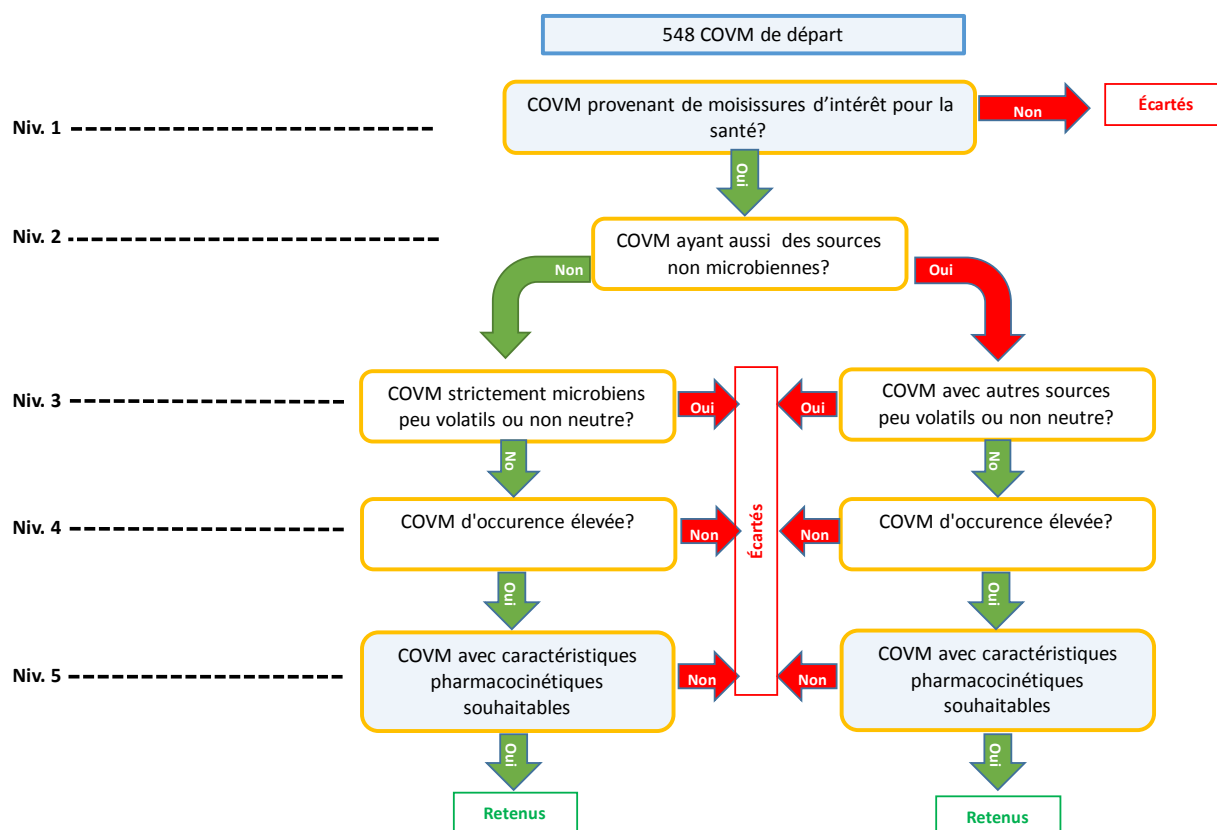 548 COVM de départ
COVM provenant de moisissures d'intérêt pour la
santé?
Non
Écartés
Niv. 1
Oui
Niv. 2
COVM ayant aussi des sources
non microbiennes?
Non
Oui
Niv. 3
COVM strictement microbiens
peu volatils ou non neutre?
Oui
Oui
COVM avec autres sources
peu volatils ou non neutre?
No
No
Niv. 4
COVM d'occurence élevée?
Non
Écartés
Non
COVM d'occurence élevée?
Oui
Oui
Niv. 5
COVM avec caractéristiques
pharmacocinétiques
souhaitables
Non
Non
COVM avec caractéristiques
pharmacocinétiques
souhaitables
Oui
Oui
Retenus
Retenus